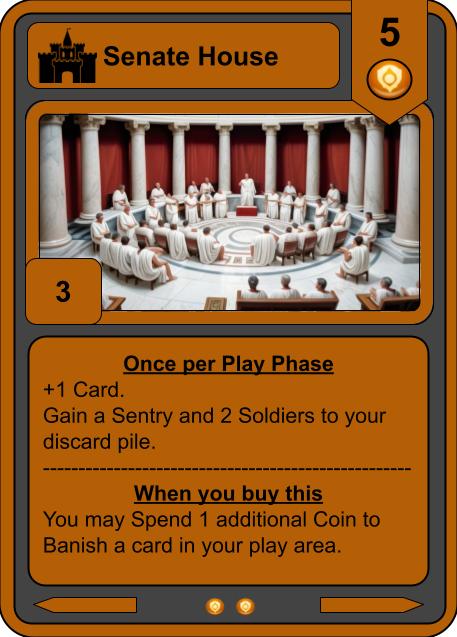 Senate House
5
3
Once per Play Phase
+1 Card.
Gain a Sentry and 2 Soldiers to your
discard pile.
-----------------------------------------------------
When you buy this
You may Spend 1 additional Coin to
Banish a card in your play area.